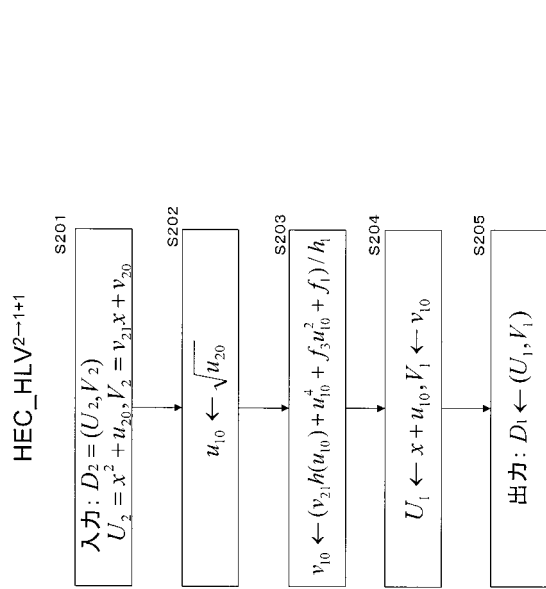 HEC_HLV^{2→1+1}
S201
入力: D_2 = (U_2, V_2)
U_2 = x^2 + u_{20}, V_2 = v_{21}x + v_{20}
S202
u_{10} ← √u_{20}
S203
v_{10} ← (v_{21}h(u_{10}) + u_{10}^4 + f_3u_{10}^2 + f_1)/h_1
S204
U_1 ← x + u_{10}, V_1 ← v_{10}
S205
出力: D_1 ← (U_1, V_1)